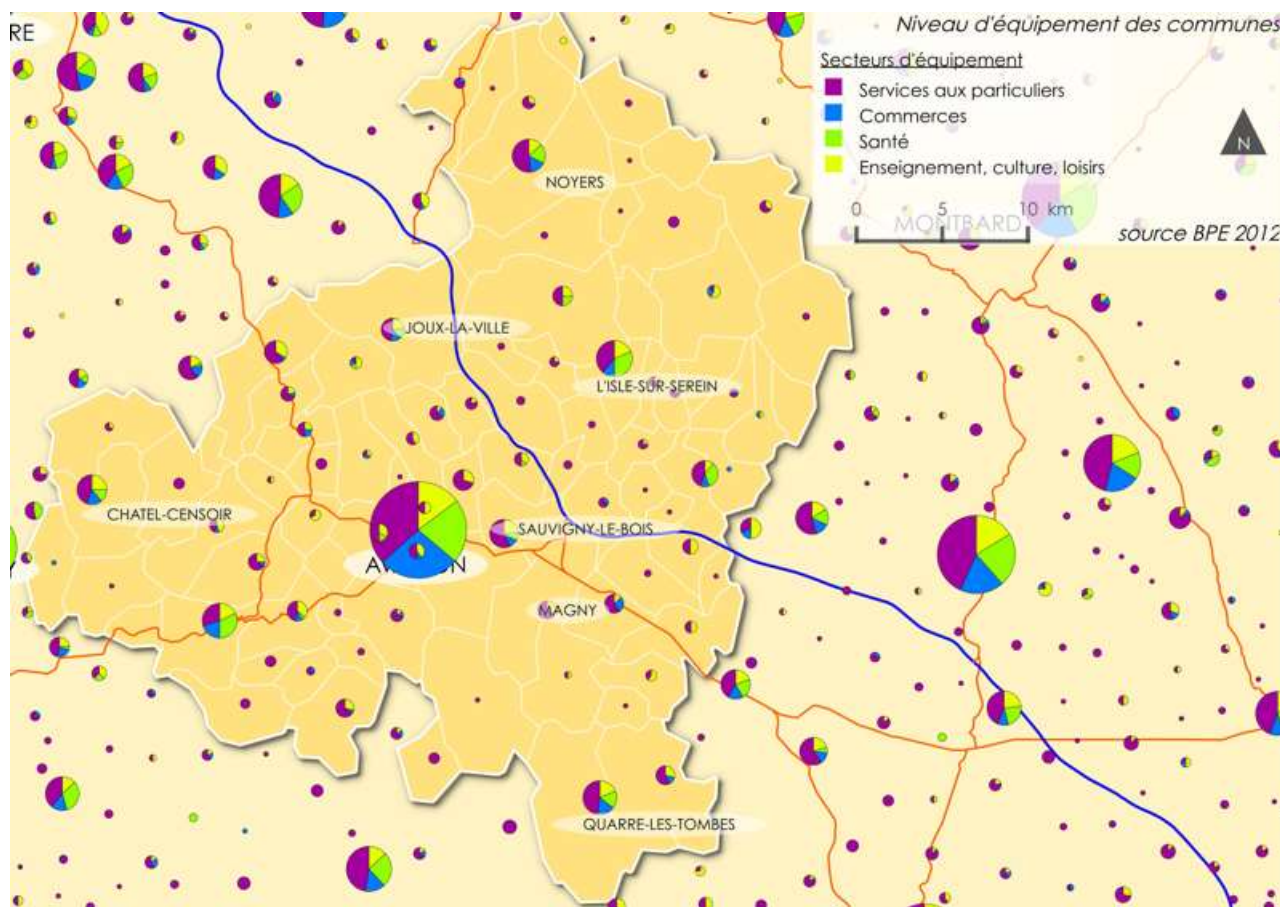 RE
Niveau d'équipement des communes
Secteurs d'équipement
Services aux particuliers
Commerces
Santé
Enseignement, culture, loisirs
N
0 5 10 km
MONTBARD
source BPE 2012
NOYERS
JOUX-LA-VILLE
L'ISLE-SUR-SEREIN
CHATEL-CENSOIR
SAUVIGNY-LE-BOIS
MAGNY
QUARRE-LES-TOMBES